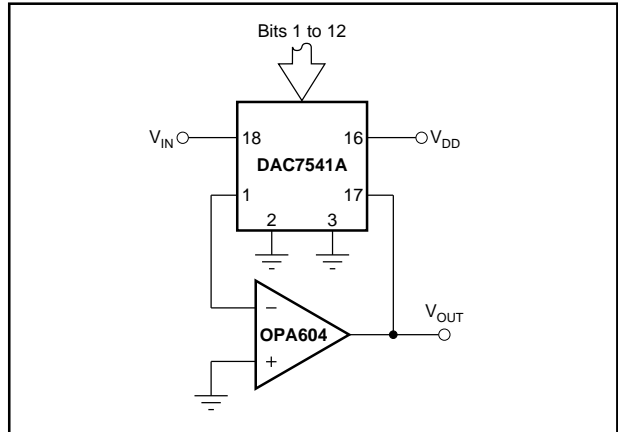 Bits 1 to 12
V_IN
18
16
V_DD
DAC7541A
1
17
2
3
V_OUT
−
OPA604
+